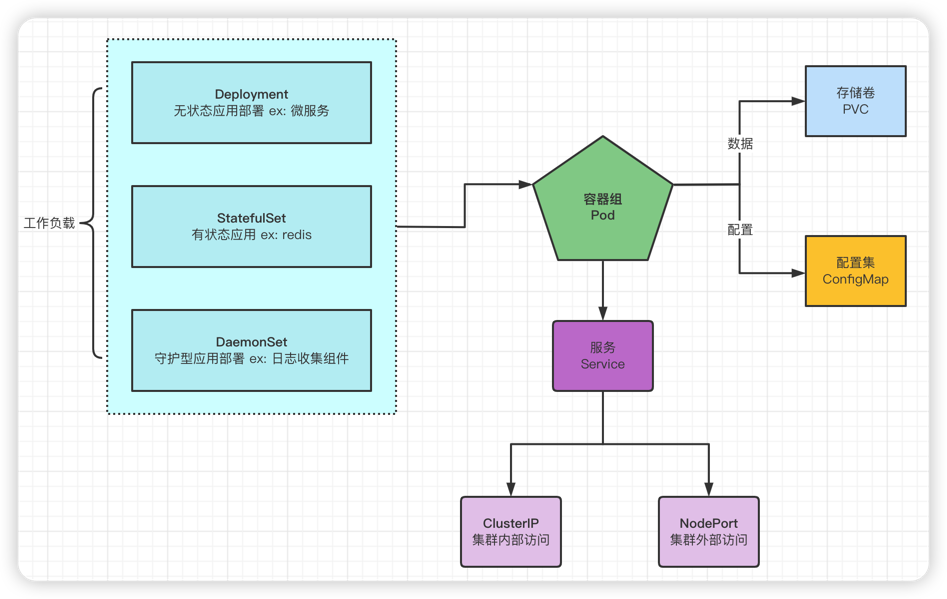 工作负载
Deployment
无状态应用部署 ex: 微服务
StatefulSet
有状态应用 ex: redis
DaemonSet
守护型应用部署 ex: 日志收集组件
容器组
Pod
数据
配置
存储卷
PVC
配置集
ConfigMap
服务
Service
ClusterIP
集群内部访问
NodePort
集群外部访问